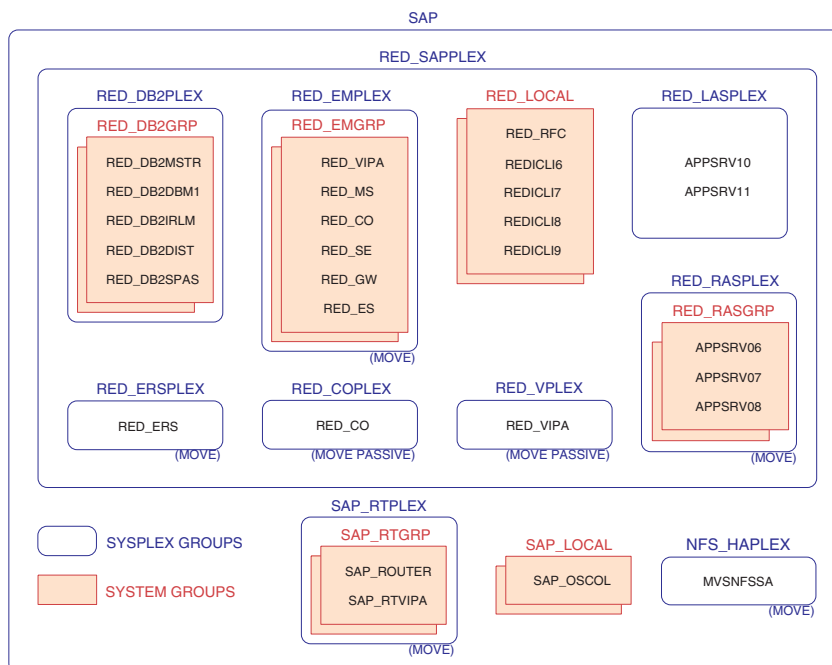 SAP
RED_SAPPLEX
RED_DB2PLEX
RED_DB2GRP
RED_DB2MSTR
RED_DB2DBM1
RED_DB2IRLM
RED_DB2DIST
RED_DB2SPAS
RED_EMPLEX
RED_EMGRP
RED_VIPA
RED_MS
RED_CO
RED_SE
RED_GW
RED_ES
(MOVE)
RED_LOCAL
RED_RFC
REDICLI6
REDICLI7
REDICLI8
REDICLI9
RED_LASPLEX
APPSRV10
APPSRV11
RED_RASPLEX
RED_RASGRP
APPSRV06
APPSRV07
APPSRV08
(MOVE)
RED_ERSPLEX
RED_ERS
(MOVE)
RED_COPLEX
RED_CO
(MOVE PASSIVE)
RED_VPLEX
RED_VIPA
(MOVE PASSIVE)
SYSPLEX GROUPS
SYSTEM GROUPS
SAP_RTPLEX
SAP_RTGRP
SAP_ROUTER
SAP_RTVIPA
(MOVE)
SAP_LOCAL
SAP_OSCOL
NFS_HAPLEX
MVSNFSSA
(MOVE)